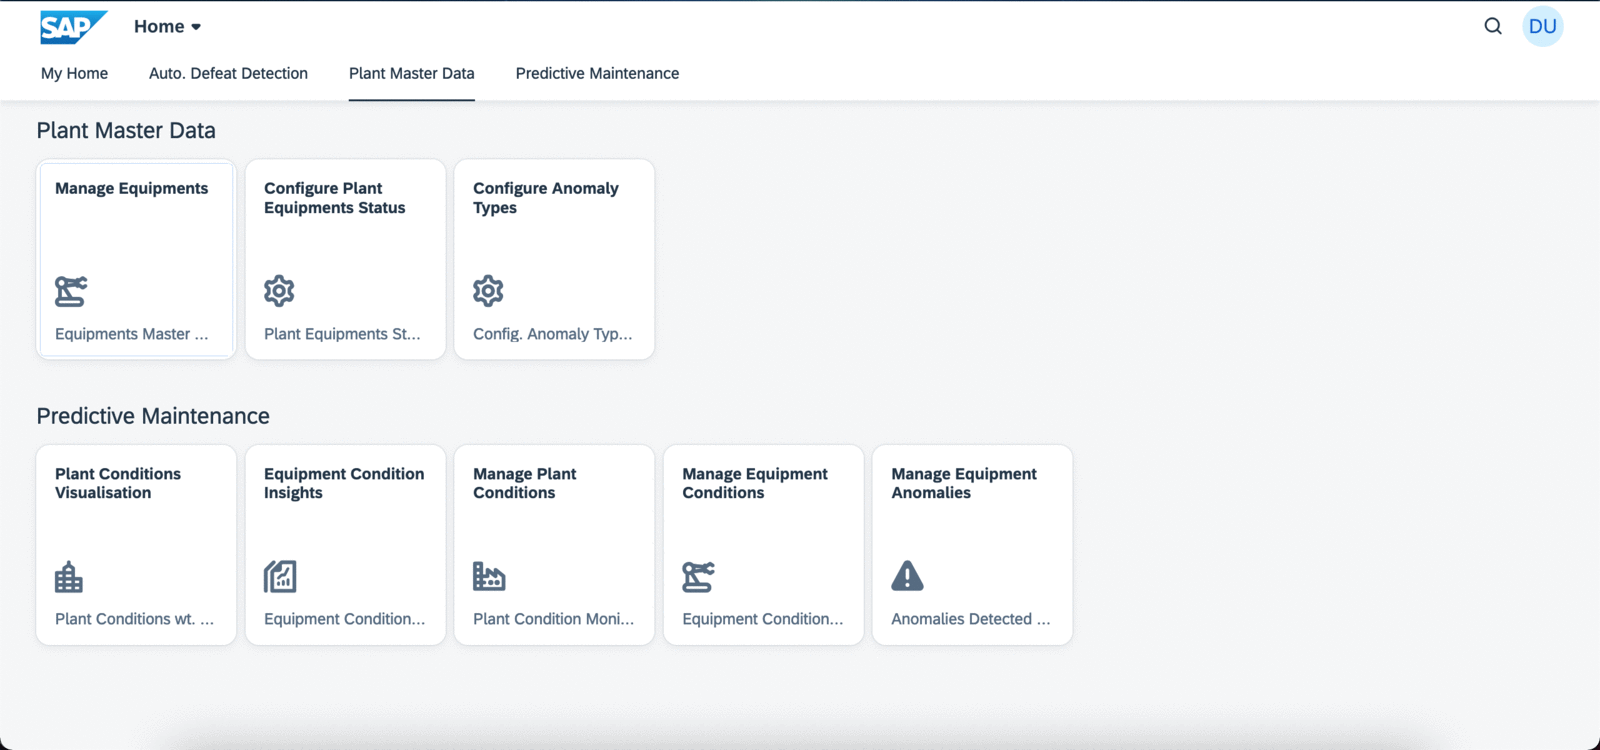 SAP Home
DU
My Home Auto. Defeat Detection Plant Master Data Predictive Maintenance
Plant Master Data
Manage Equipments
Equipments Master ...
Configure Plant
Equipments Status
Plant Equipments St...
Configure Anomaly
Types
Config. Anomaly Typ...
Predictive Maintenance
Plant Conditions
Visualisation
Plant Conditions wt. ...
Equipment Condition
Insights
Equipment Condition...
Manage Plant
Conditions
Plant Condition Moni...
Manage Equipment
Conditions
Equipment Condition...
Manage Equipment
Anomalies
Anomalies Detected ...